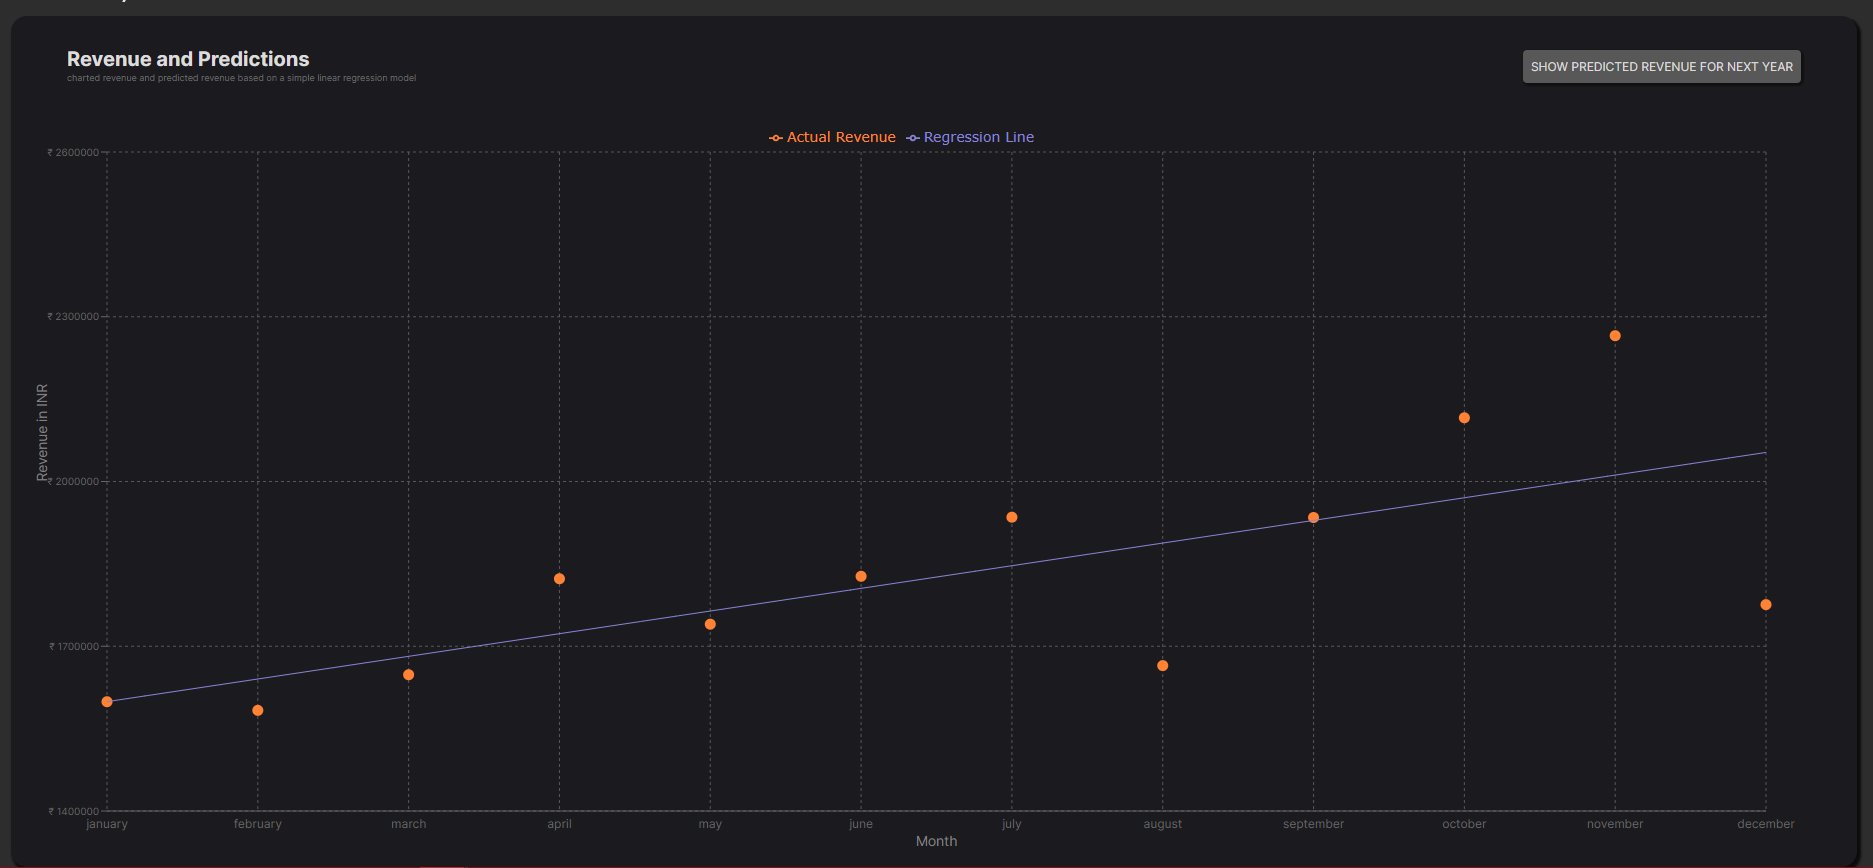 Revenue and Predictions
charted revenue and predicted revenue based on a simple linear regression model
SHOW PREDICTED REVENUE FOR NEXT YEAR
Actual Revenue Regression Line
₹ 2600000
₹ 2300000
₹ 2000000
₹ 1700000
₹ 1400000
Revenue in INR
january february march april may june july august september october november december
Month